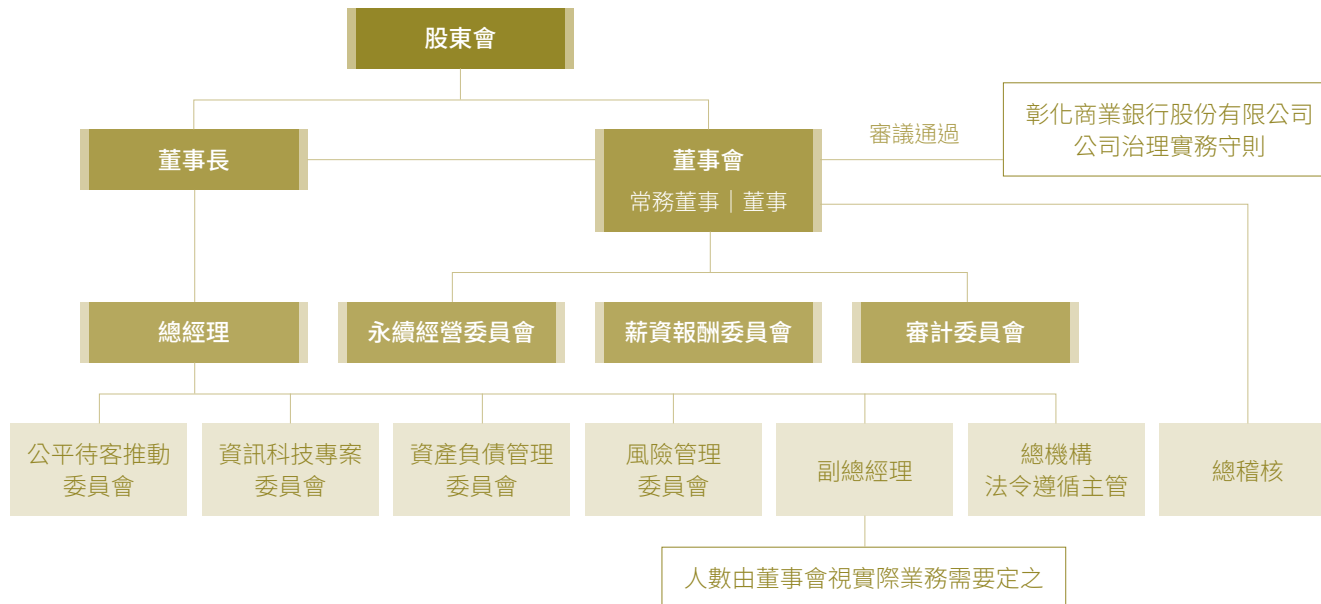 股東會
彰化商業銀行股份有限公司
公司治理實務守則
審議通過
董事長
董事會
常務董事｜董事
總經理
永續經營委員會
薪資報酬委員會
審計委員會
公平待客推動
委員會
資訊科技專案
委員會
資產負債管理
委員會
風險管理
委員會
副總經理
總機構
法令遵循主管
總稽核
人數由董事會視實際業務需要定之